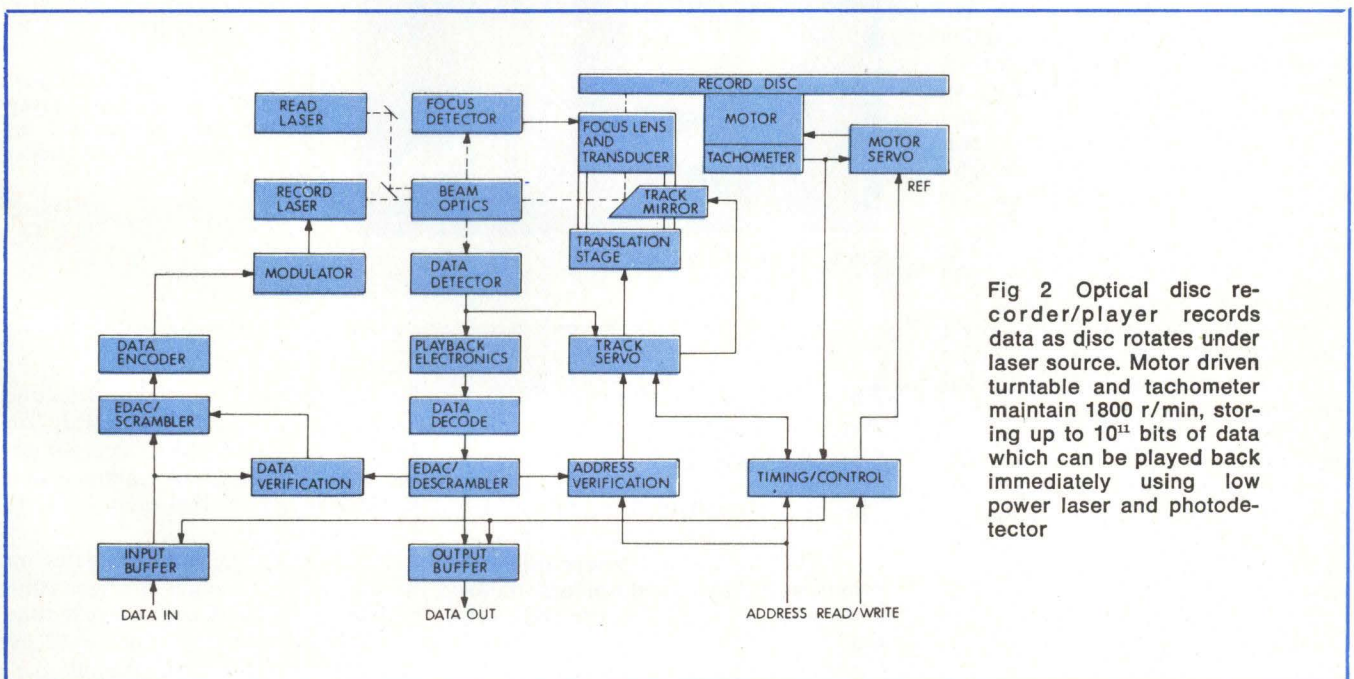 RECORD DISC
READ
LASER
FOCUS
DETECTOR
FOCUS LENS
AND
TRANSDUCER
MOTOR
TACHOMETER
MOTOR
SERVO
REF
RECORD
LASER
BEAM
OPTICS
TRACK
MIRROR
TRANSLATION
STAGE
MODULATOR
DATA
DETECTOR
DATA
ENCODER
PLAYBACK
ELECTRONICS
TRACK
SERVO
EDAC/
SCRAMBLER
DATA
DECODE
DATA
VERIFICATION
EDAC/
DESCRAMBLER
ADDRESS
VERIFICATION
TIMING/CONTROL
INPUT
BUFFER
OUTPUT
BUFFER
DATA IN
DATA OUT
ADDRESS READ/WRITE
Fig 2 Optical disc re-
corder/player records
data as disc rotates under
laser source. Motor driven
turntable and tachometer
maintain 1800 r/min, stor-
ing up to 10¹¹ bits of data
which can be played back
immediately using low
power laser and photode-
tector